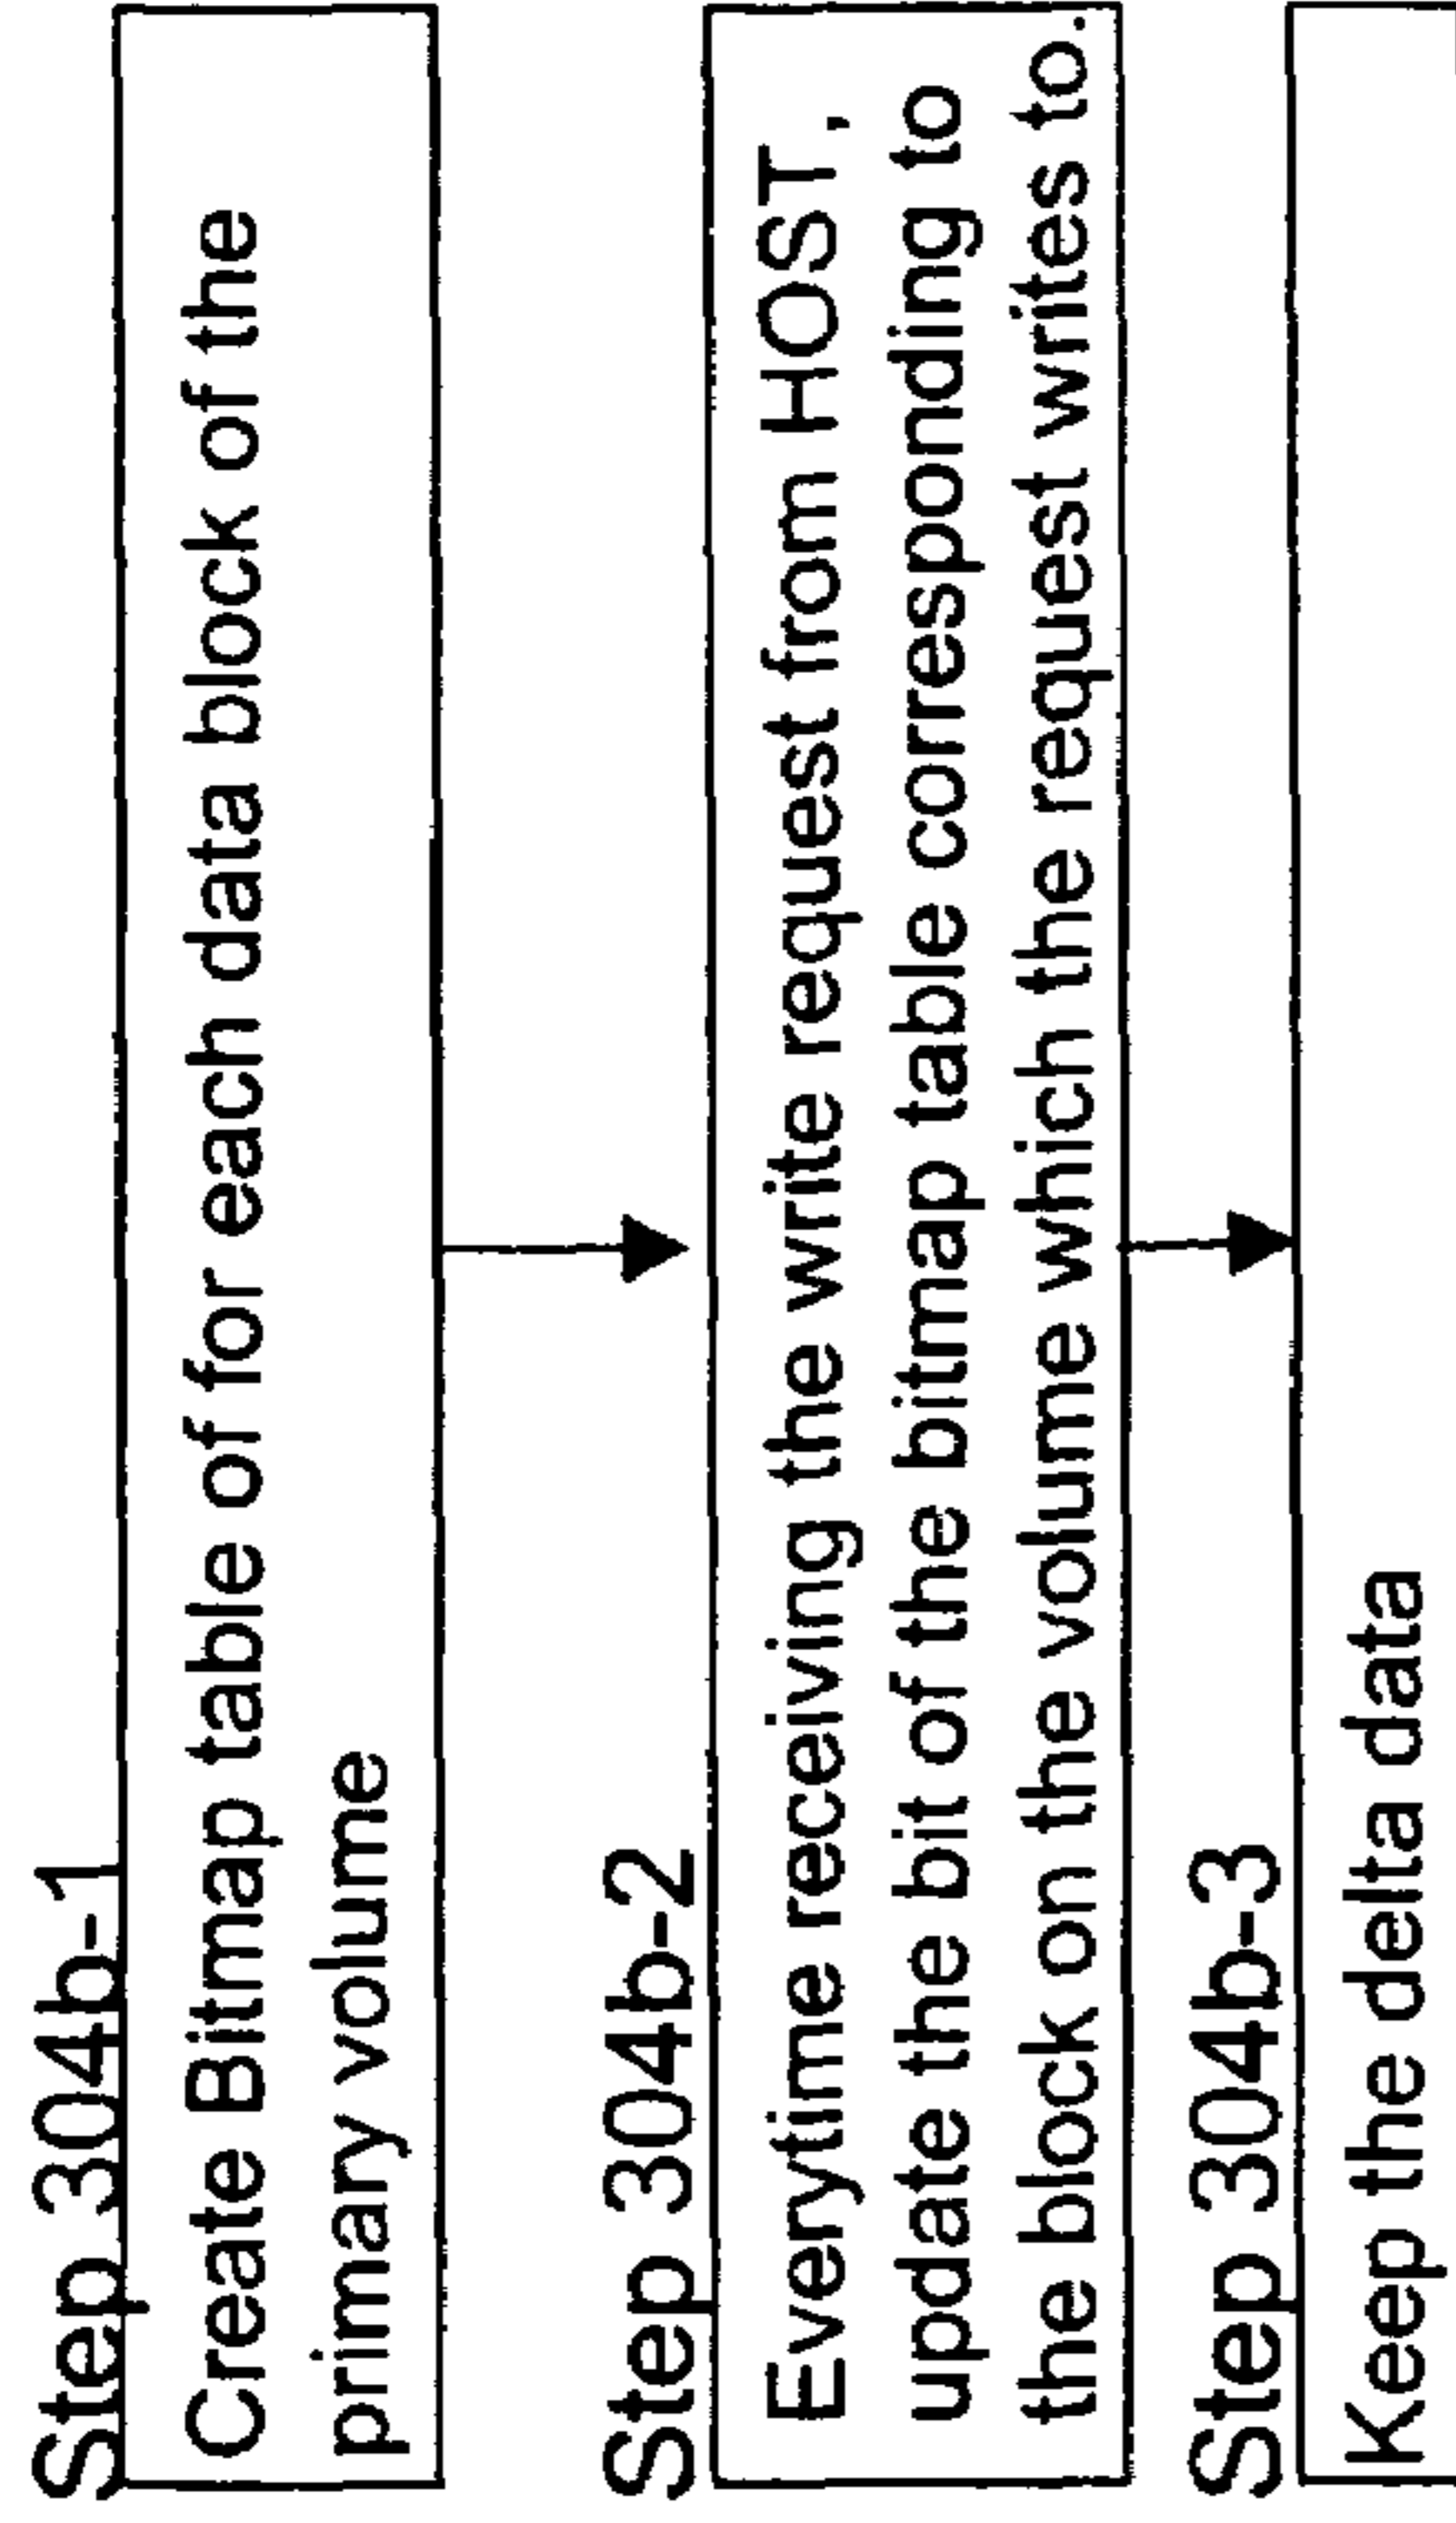 Step 304b-1
Create Bitmap table of for each data block of the
primary volume
Step 304b-2
Everytime receiving the write request from HOST,
update the bit of the bitmap table corresponding to
the block on the volume which the request writes to.
Step 304b-3
Keep the delta data